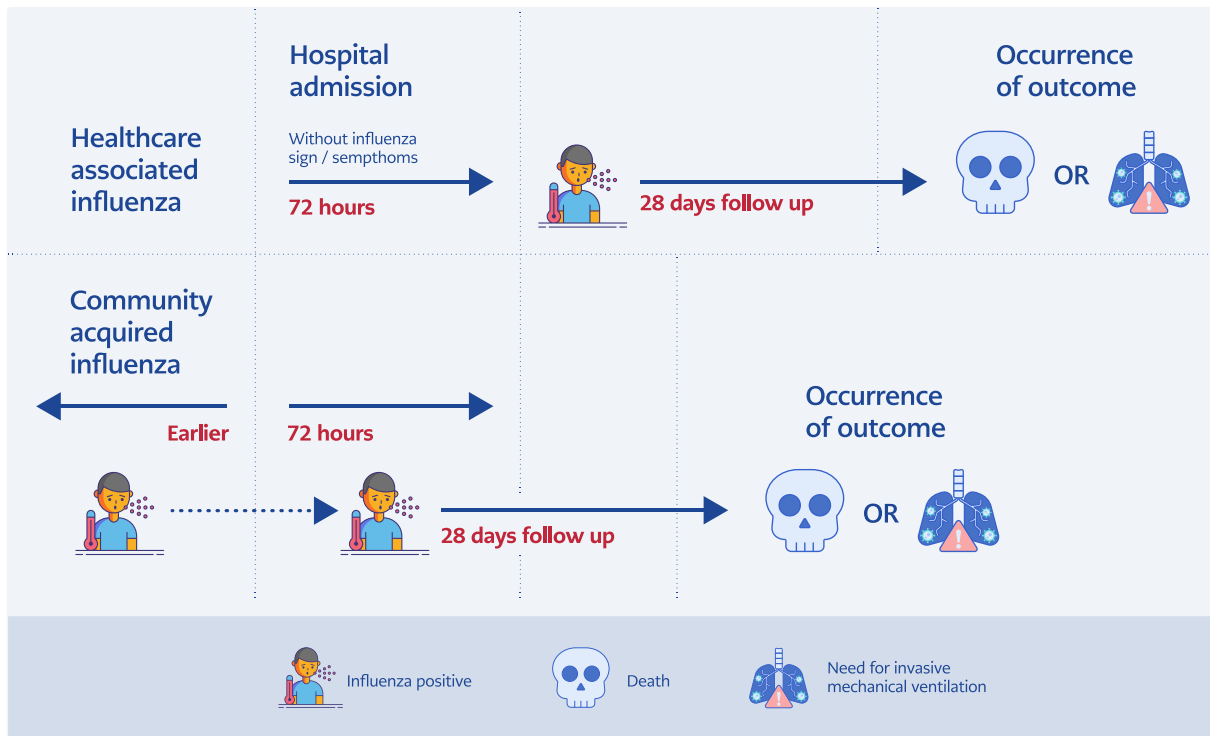 Hospital
admission
Occurrence
of outcome
Healthcare
associated
influenza
Without influenza
sign / sempthoms
72 hours
28 days follow up
OR
Community
acquired
influenza
Earlier
72 hours
Occurrence
of outcome
28 days follow up
OR
Influenza positive
Death
Need for invasive
mechanical ventilation